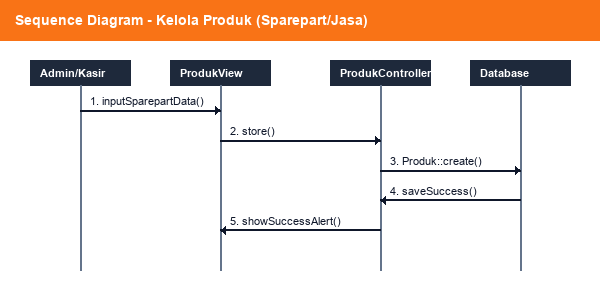 Sequence Diagram - Kelola Produk (Sparepart/Jasa)
Admin/Kasir
ProdukView
ProdukController
Database
1. inputSparepartData()
2. store()
3. Produk::create()
4. saveSuccess()
5. showSuccessAlert()